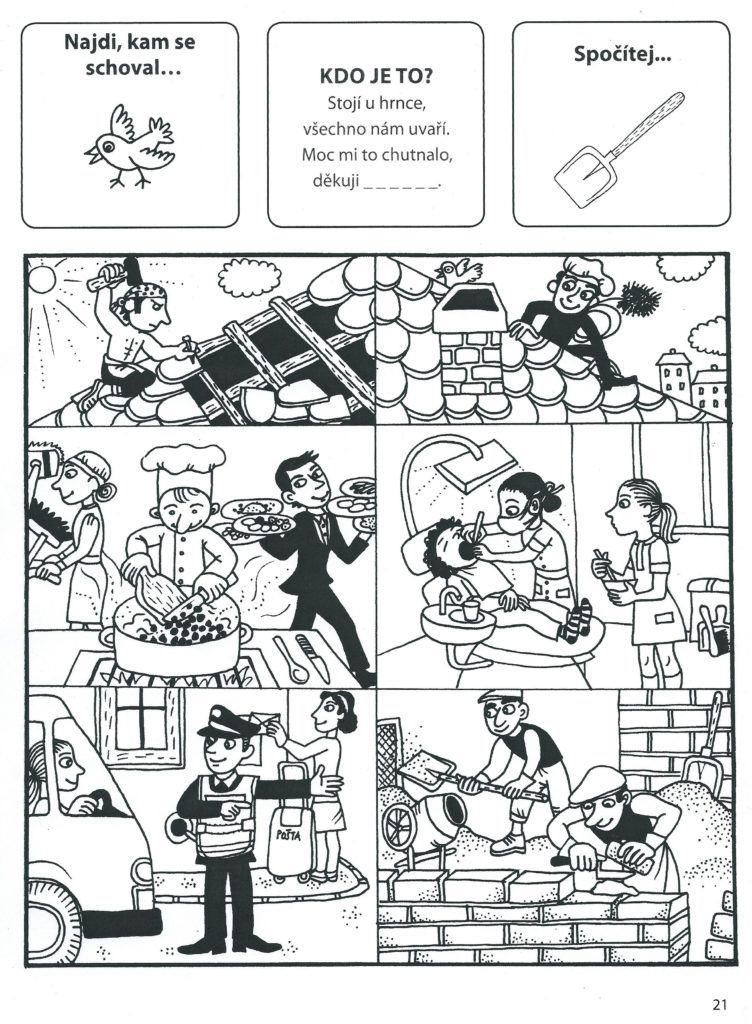 Najdi, kam se
schoval...
KDO JE TO?
Stojí u hrnce,
všechno nám uvaří.
Moc mi to chutnalo,
děkuji _ _ _ _ _ _.
Spočítej...
POŠTA
21